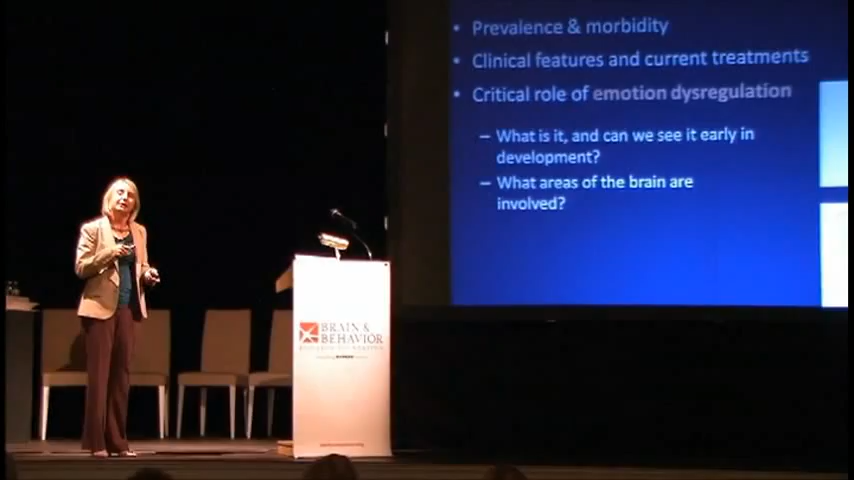 • Prevalence & morbidity
• Clinical features and current treatments
• Critical role of emotion dysregulation
– What is it, and can we see it early in
development?
– What areas of the brain are
involved?
BRAIN &
BEHAVIOR